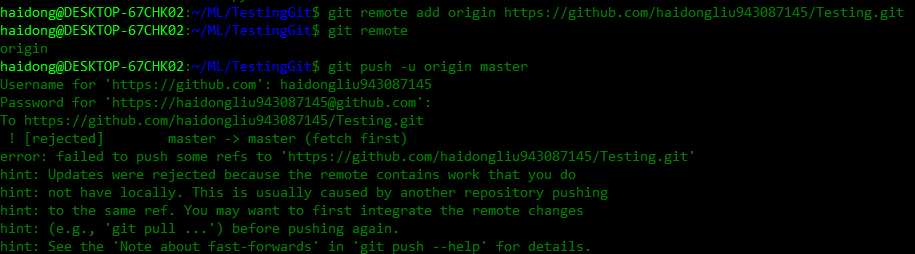 haidong@DESKTOP-67CHK02:~/ML/TestingGit$ git remote add origin https://github.com/haidongliu943087145/Testing.git
haidong@DESKTOP-67CHK02:~/ML/TestingGit$ git remote
origin
haidong@DESKTOP-67CHK02:~/ML/TestingGit$ git push -u origin master
Username for 'https://github.com': haidongliu943087145
Password for 'https://haidongliu943087145@github.com':
To https://github.com/haidongliu943087145/Testing.git
 ! [rejected]        master -> master (fetch first)
error: failed to push some refs to 'https://github.com/haidongliu943087145/Testing.git'
hint: Updates were rejected because the remote contains work that you do
hint: not have locally. This is usually caused by another repository pushing
hint: to the same ref. You may want to first integrate the remote changes
hint: (e.g., 'git pull ...') before pushing again.
hint: See the 'Note about fast-forwards' in 'git push --help' for details.